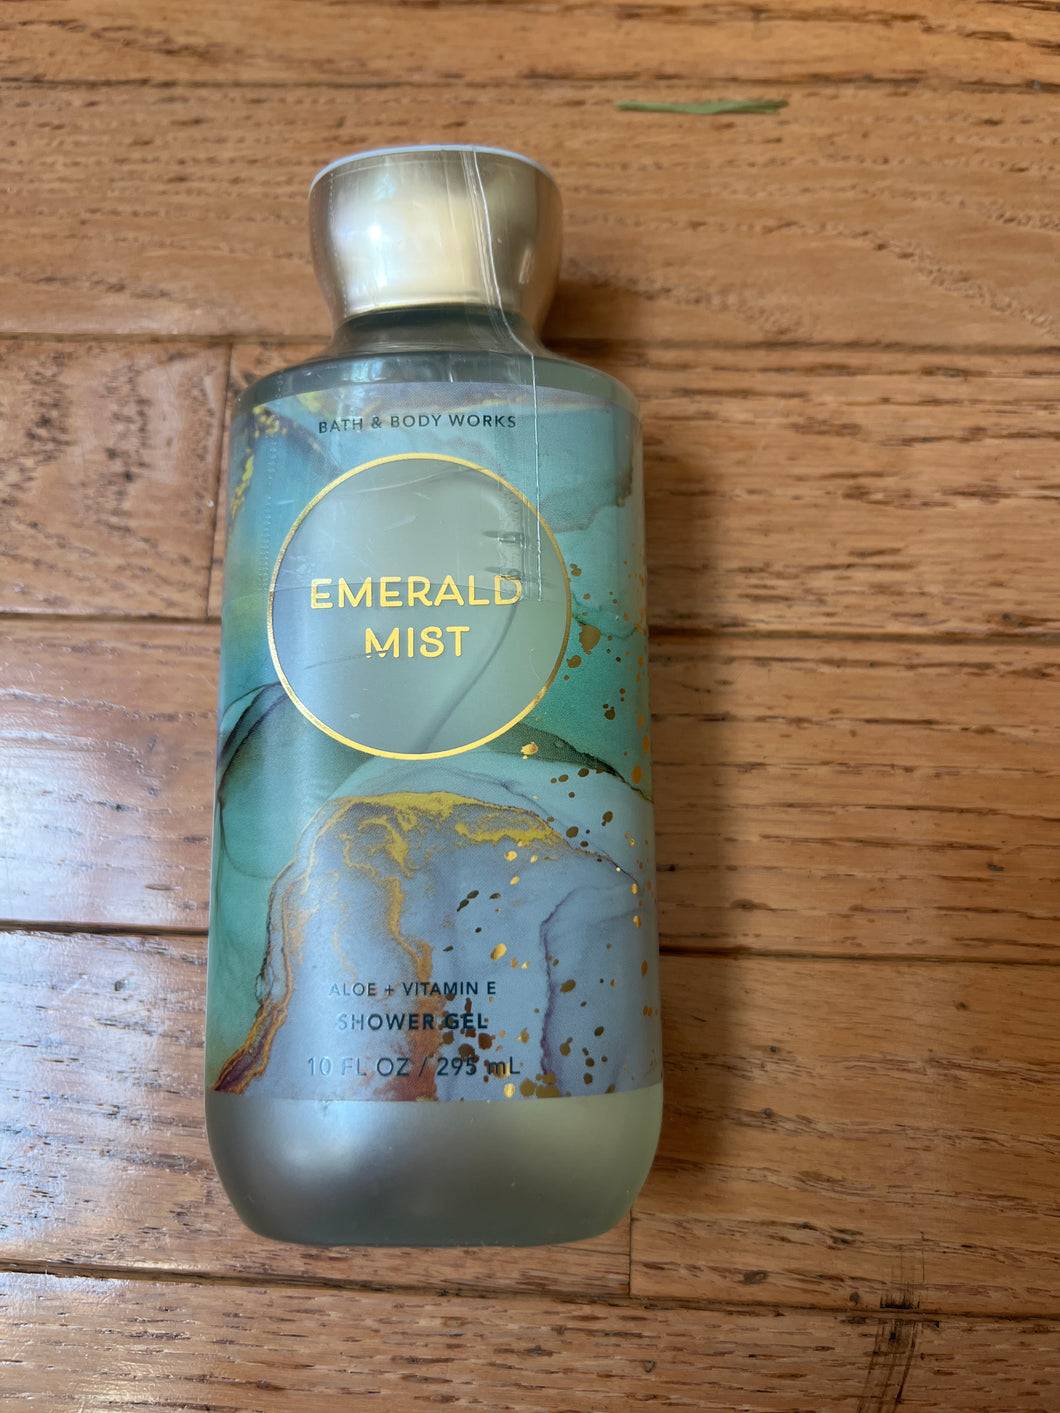 BATH & BODY WORKS
EMERALD
MIST
ALOE + VITAMIN E
SHOWER GEL
10 FL OZ / 295 mL